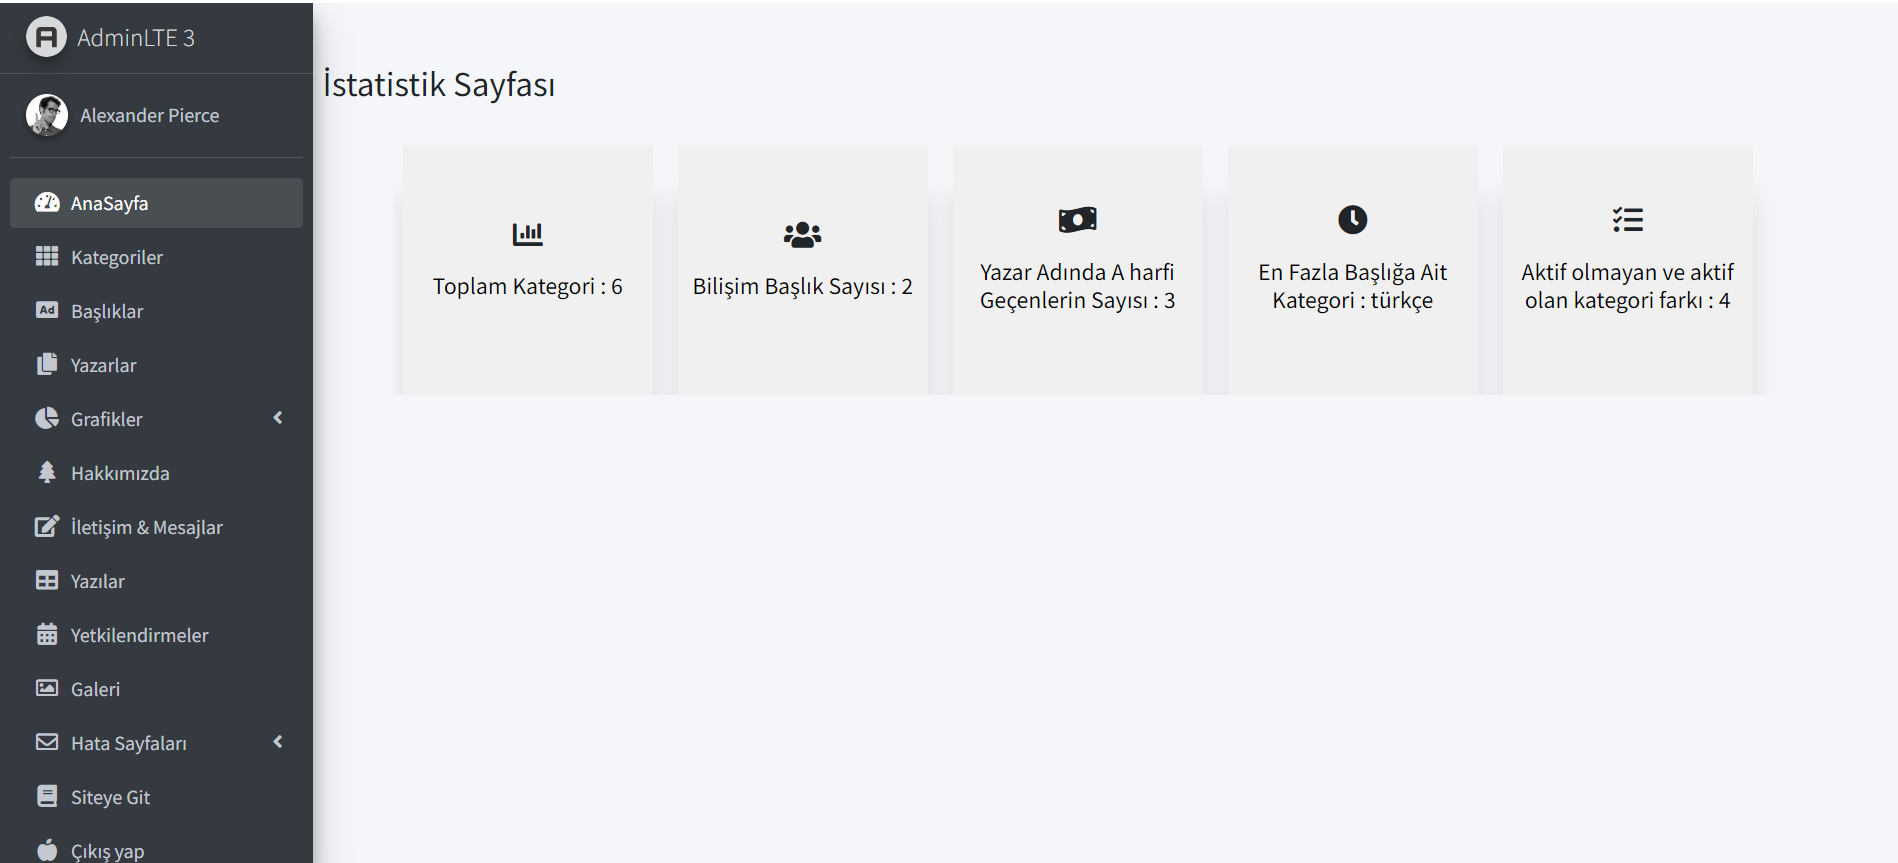 AdminLTE 3
Alexander Pierce
AnaSayfa
Kategoriler
Ad
Başlıklar
Yazarlar
Grafikler
Hakkımızda
İletişim & Mesajlar
Yazılar
Yetkilendirmeler
Galeri
Hata Sayfaları
Siteye Git
Çıkış yap
İstatistik Sayfası
Toplam Kategori : 6
Bilişim Başlık Sayısı : 2
Yazar Adında A harfi
Geçenlerin Sayısı : 3
En Fazla Başlığa Ait
Kategori : türkçe
Aktif olmayan ve aktif
olan kategori farkı : 4